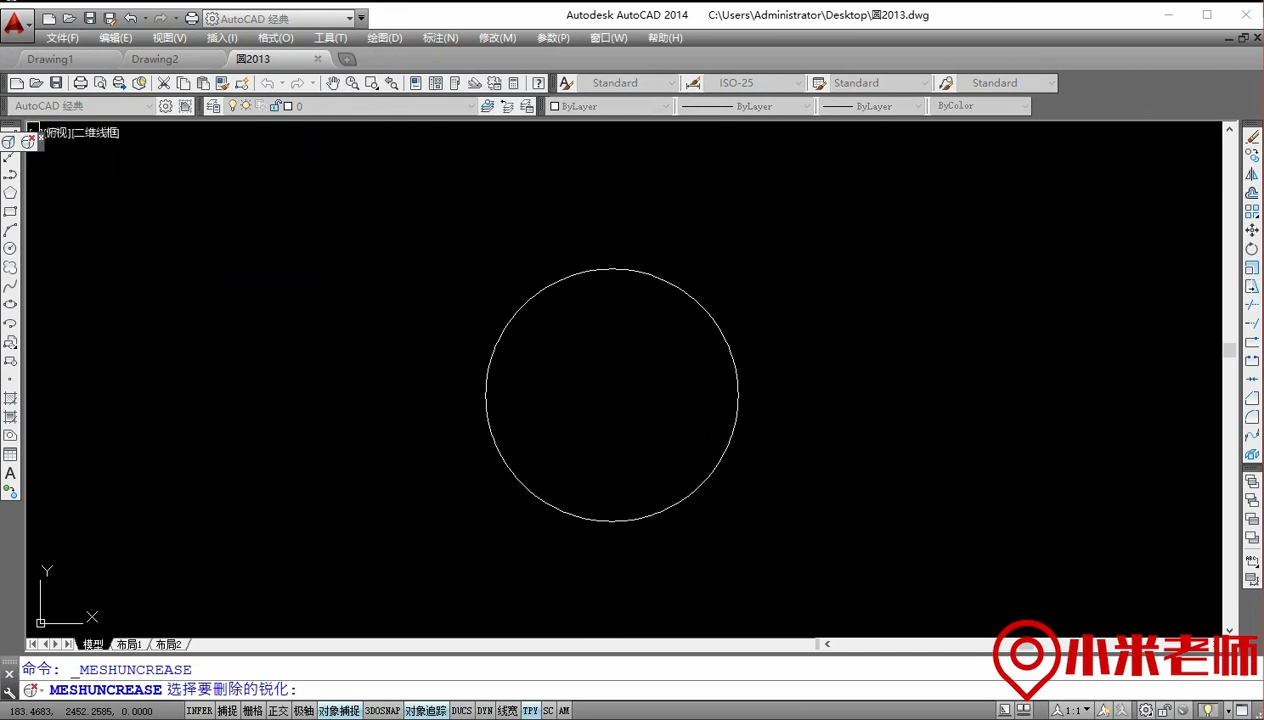 AutoCAD 经典
Autodesk AutoCAD 2014 C:\Users\Administrator\Desktop\圆2013.dwg
文件(F) 编辑(E) 视图(V) 插入(I) 格式(O) 工具(T) 绘图(D) 标注(N) 修改(M) 参数(P) 窗口(W) 帮助(H)
Drawing1 Drawing2 圆2013
Standard ISO-25 Standard Standard
AutoCAD 经典 0 ByLayer ByLayer ByLayer ByColor
俯视][二维线框
Y
X
模型 布局1 布局2
小米老师
命令: _MESHUNCREASE
MESHUNCREASE 选择要删除的锐化:
183.4683, 2452.2585, 0.0000 INFER 捕捉 栅格 正交 极轴 对象捕捉 3DOSNAP 对象追踪 DUCS DYN 线宽 TPY SC AM 1:1